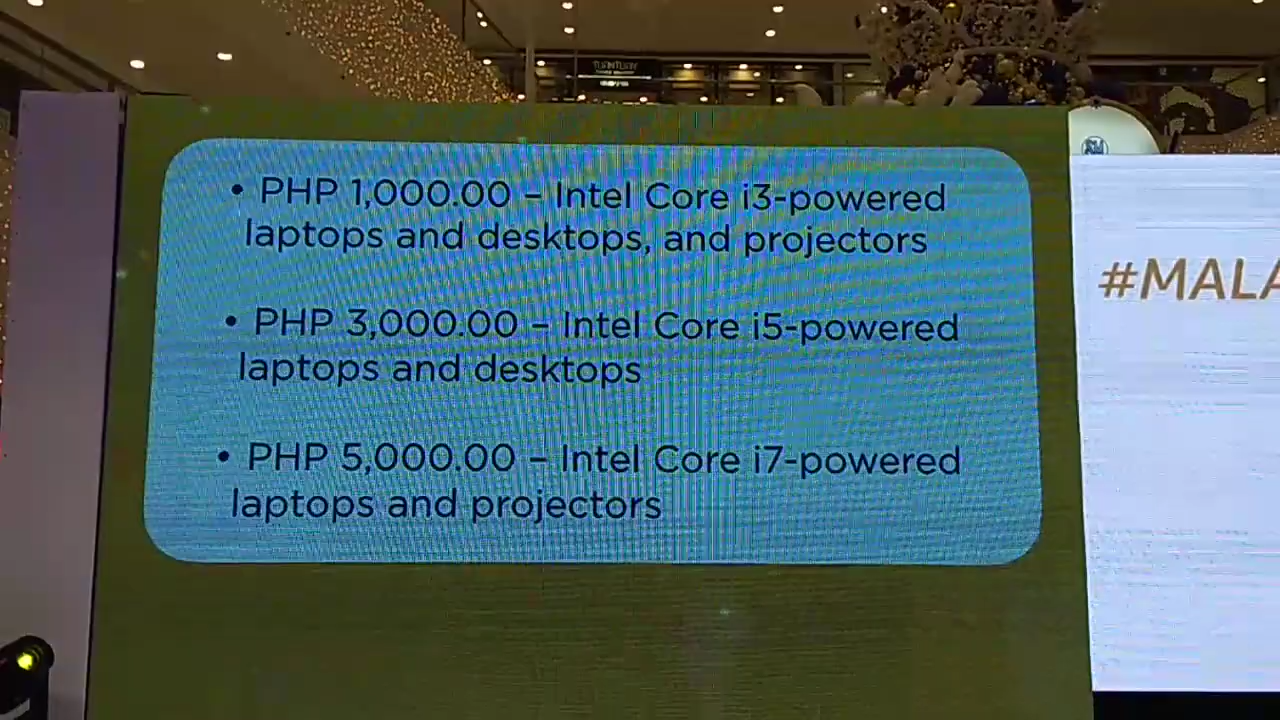 • PHP 1,000.00 – Intel Core i3-powered
laptops and desktops, and projectors
• PHP 3,000.00 – Intel Core i5-powered
laptops and desktops
• PHP 5,000.00 – Intel Core i7-powered
laptops and projectors
#MALA